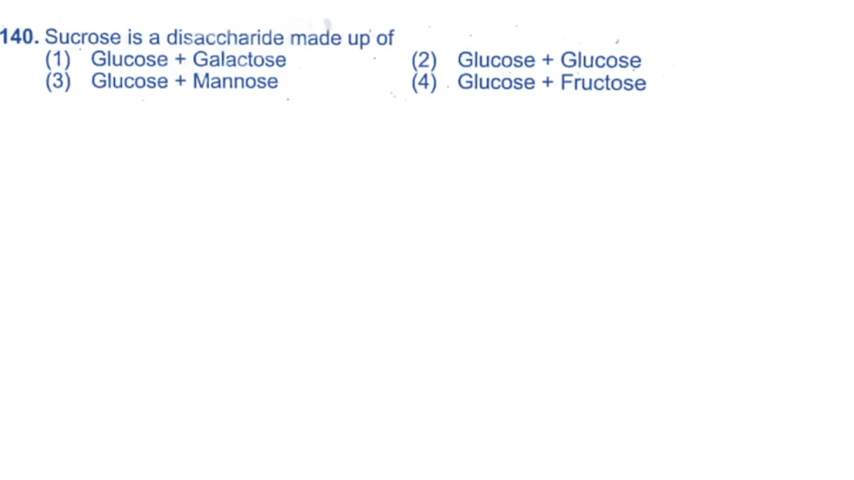 140. Sucrose is a disaccharide made up of
(1) Glucose + Galactose (2) Glucose + Glucose
(3) Glucose + Mannose (4) Glucose + Fructose